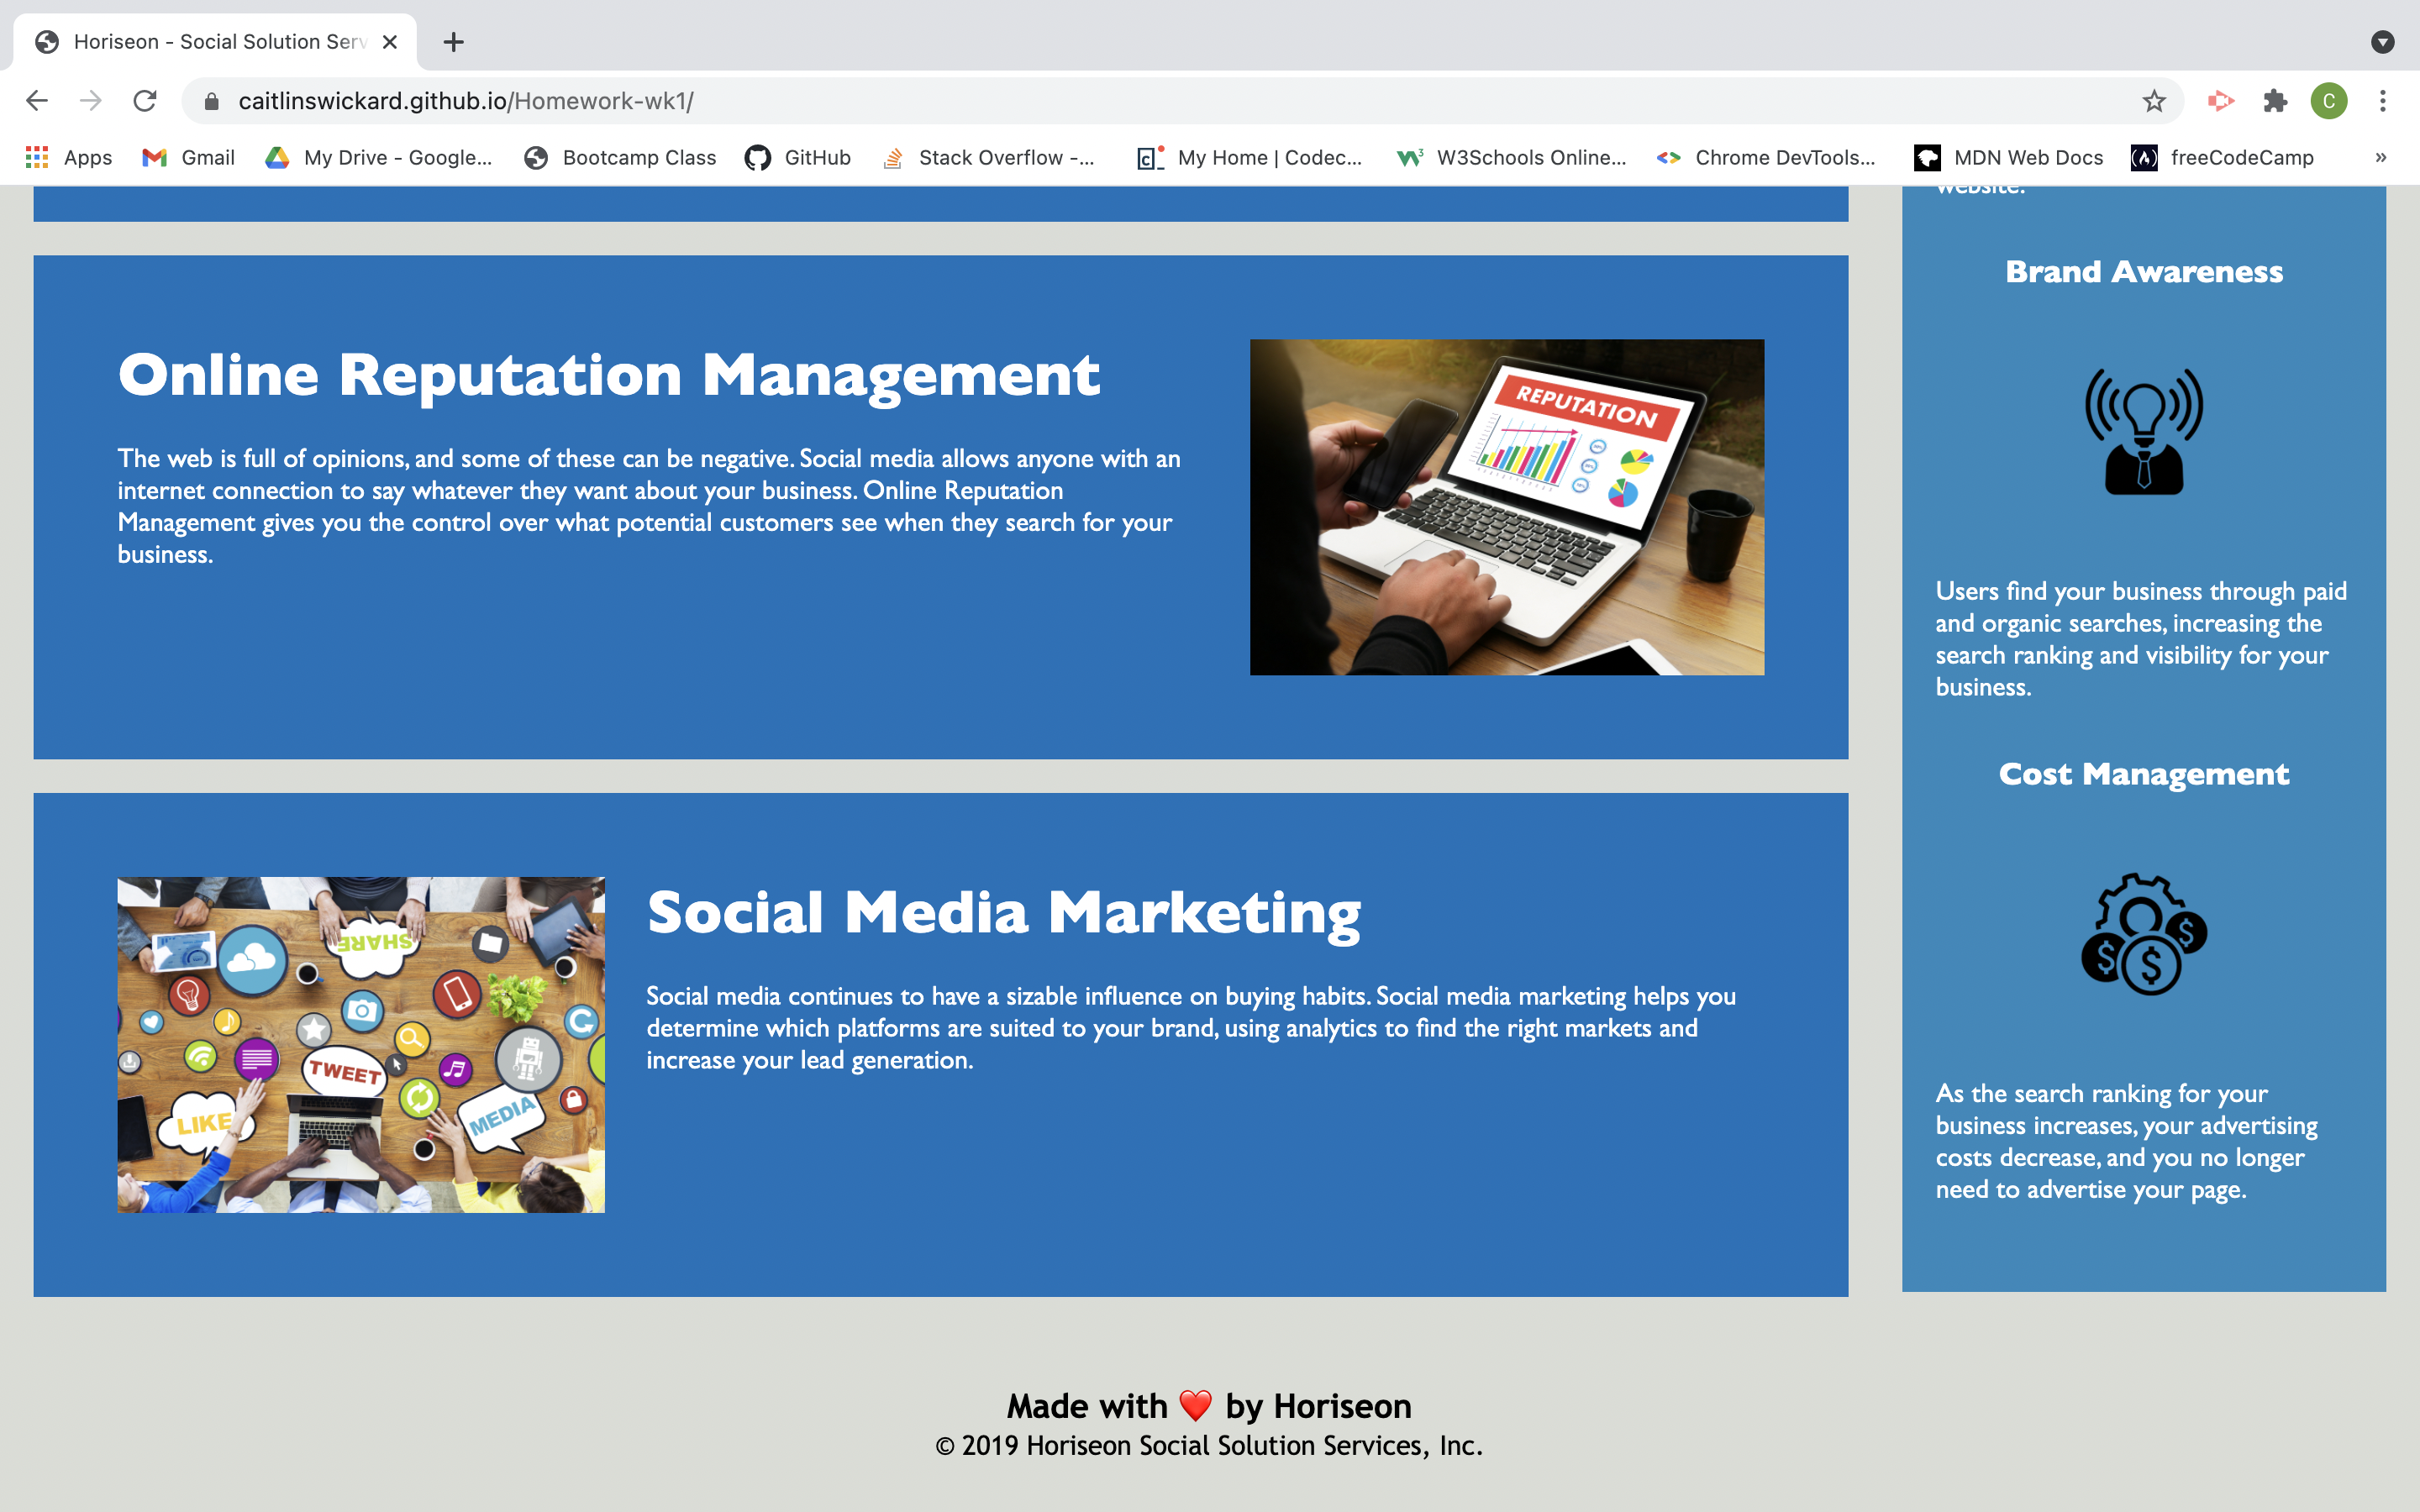 Horiseon - Social Solution Serv
caitlinswickard.github.io/Homework-wk1/
C
Apps
Gmail
My Drive - Google...
Bootcamp Class
GitHub
Stack Overflow -...
My Home | Codec...
W3Schools Online...
Chrome DevTools...
MDN Web Docs
freeCodeCamp
»
Online Reputation Management
The web is full of opinions, and some of these can be negative. Social media allows anyone with an
internet connection to say whatever they want about your business. Online Reputation
Management gives you the control over what potential customers see when they search for your
business.
REPUTATION
Social Media Marketing
Social media continues to have a sizable influence on buying habits. Social media marketing helps you
determine which platforms are suited to your brand, using analytics to find the right markets and
increase your lead generation.
SHARE
TWEET
LIKE
MEDIA
website.
Brand Awareness
Users find your business through paid
and organic searches, increasing the
search ranking and visibility for your
business.
Cost Management
$ $ $
As the search ranking for your
business increases, your advertising
costs decrease, and you no longer
need to advertise your page.
Made with ❤️ by Horiseon
© 2019 Horiseon Social Solution Services, Inc.